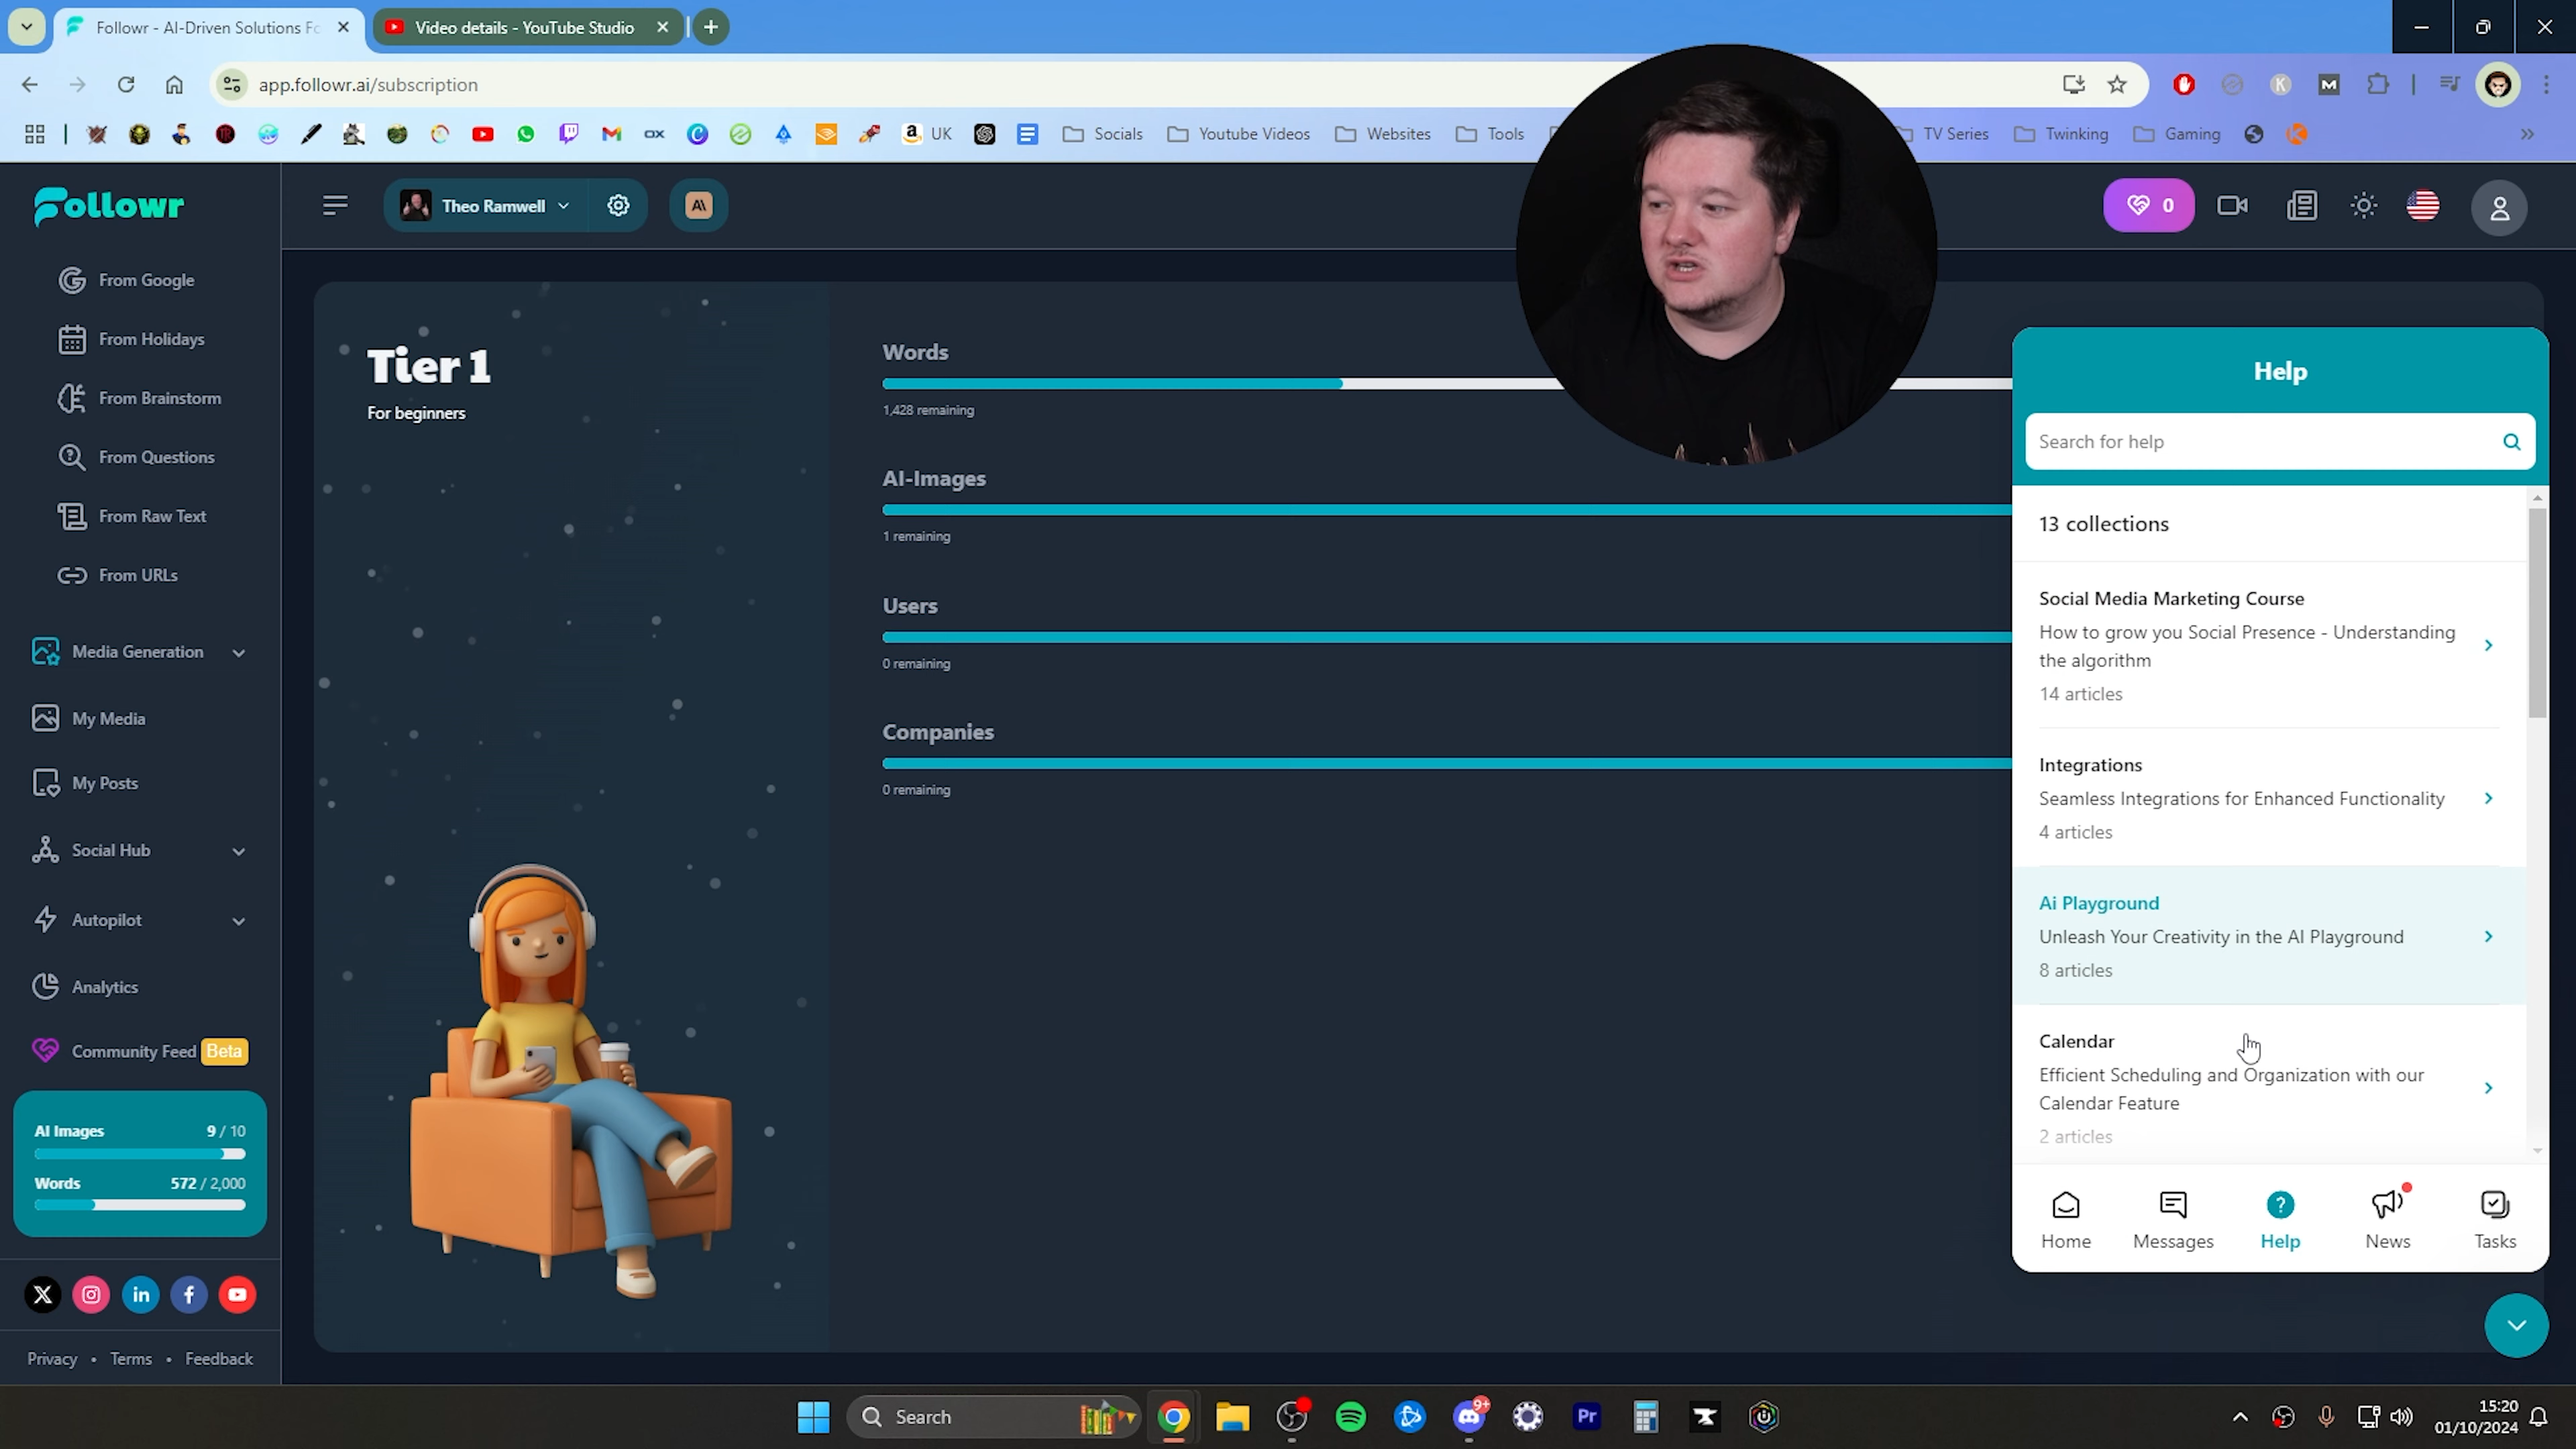 Followr - AI-Driven Solutions Fo
Video details - YouTube Studio
app.followr.ai/subscription
UK
Socials
Youtube Videos
Websites
Tools
TV Series
Twinking
Gaming
Followr
Theo Ramwell
0
From Google
From Holidays
From Brainstorm
From Questions
From Raw Text
From URLs
Media Generation
My Media
My Posts
Social Hub
Autopilot
Analytics
Community Feed Beta
AI Images 9 / 10
Words 572 / 2,000
Privacy • Terms • Feedback
Tier 1
For beginners
Words
1,428 remaining
AI-Images
1 remaining
Users
0 remaining
Companies
0 remaining
Help
Search for help
13 collections
Social Media Marketing Course
How to grow you Social Presence - Understanding
the algorithm
14 articles
Integrations
Seamless Integrations for Enhanced Functionality
4 articles
Ai Playground
Unleash Your Creativity in the AI Playground
8 articles
Calendar
Efficient Scheduling and Organization with our
Calendar Feature
2 articles
Home
Messages
Help
News
Tasks
Search
9+
Pr
15:20
01/10/2024